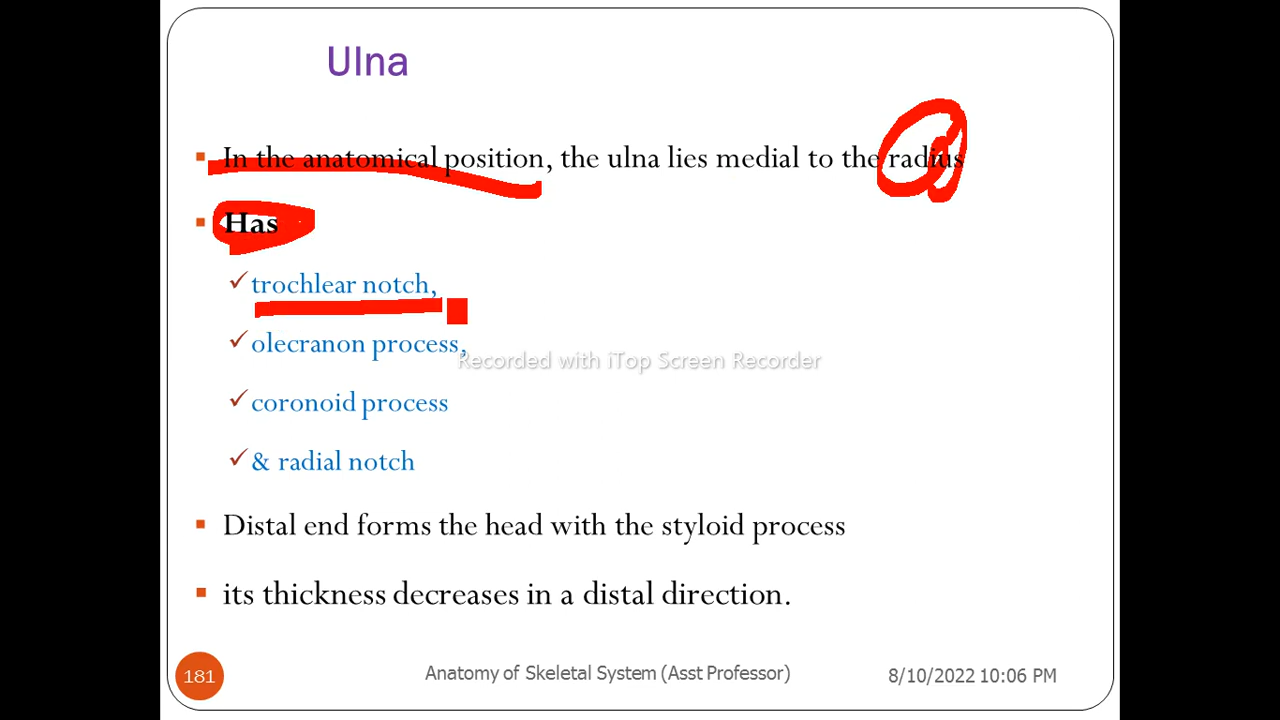 Ulna
In the anatomical position, the ulna lies medial to the radius
Has
trochlear notch,
olecranon process,
Recorded with iTop Screen Recorder
coronoid process
& radial notch
Distal end forms the head with the styloid process
its thickness decreases in a distal direction.
181
Anatomy of Skeletal System (Asst Professor)
8/10/2022 10:06 PM